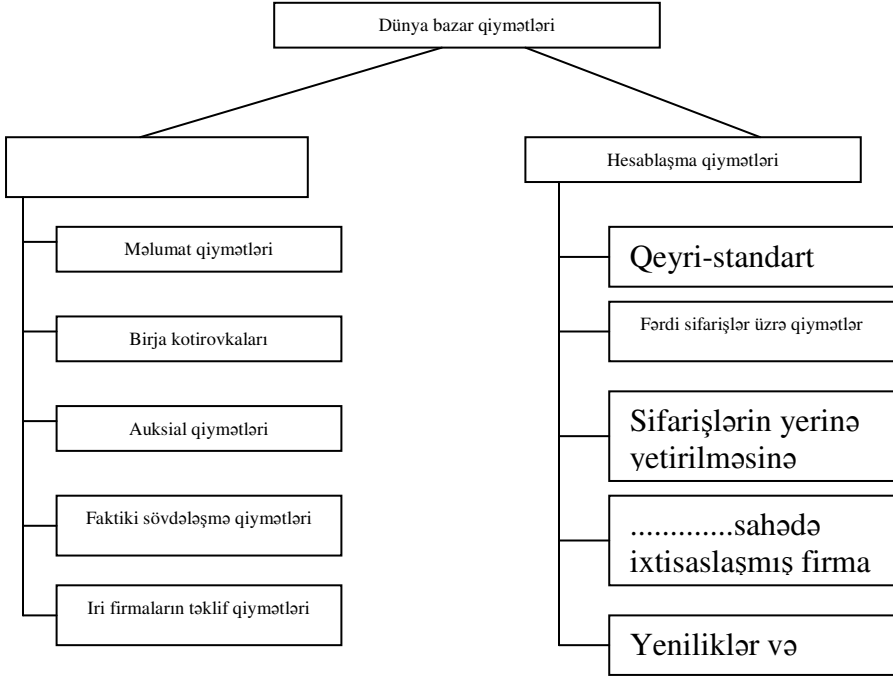 Dünya bazar qiymətləri
Hesablaşma qiymətləri
Məlumat qiymətləri
Birja kotirovkaları
Auksial qiymətləri
Faktiki sövdələşmə qiymətləri
Iri firmaların təklif qiymətləri
Qeyri-standart
Fərdi sifarişlər üzrə qiymətlər
Sifarişlərin yerinə
yetirilməsinə
.............sahədə
ixtisaslaşmış firma
Yeniliklər və